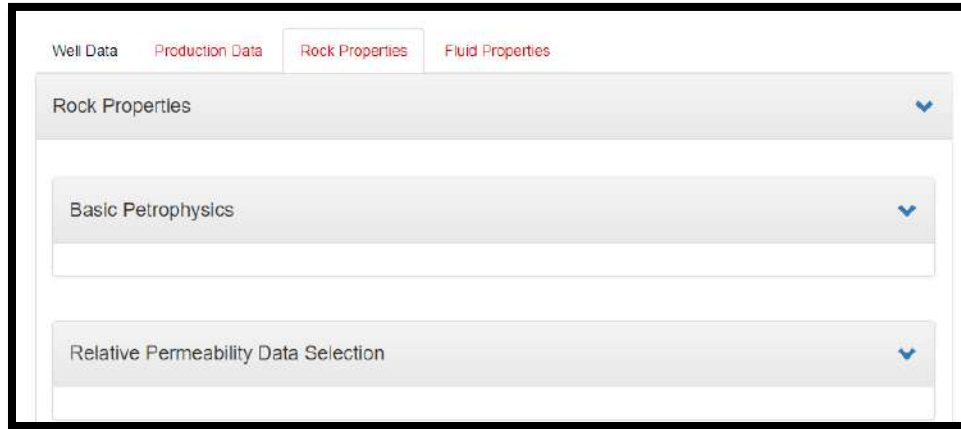 Well Data Production Data Rock Properties Fluid Properties
Rock Properties
Basic Petrophysics
Relative Permeability Data Selection